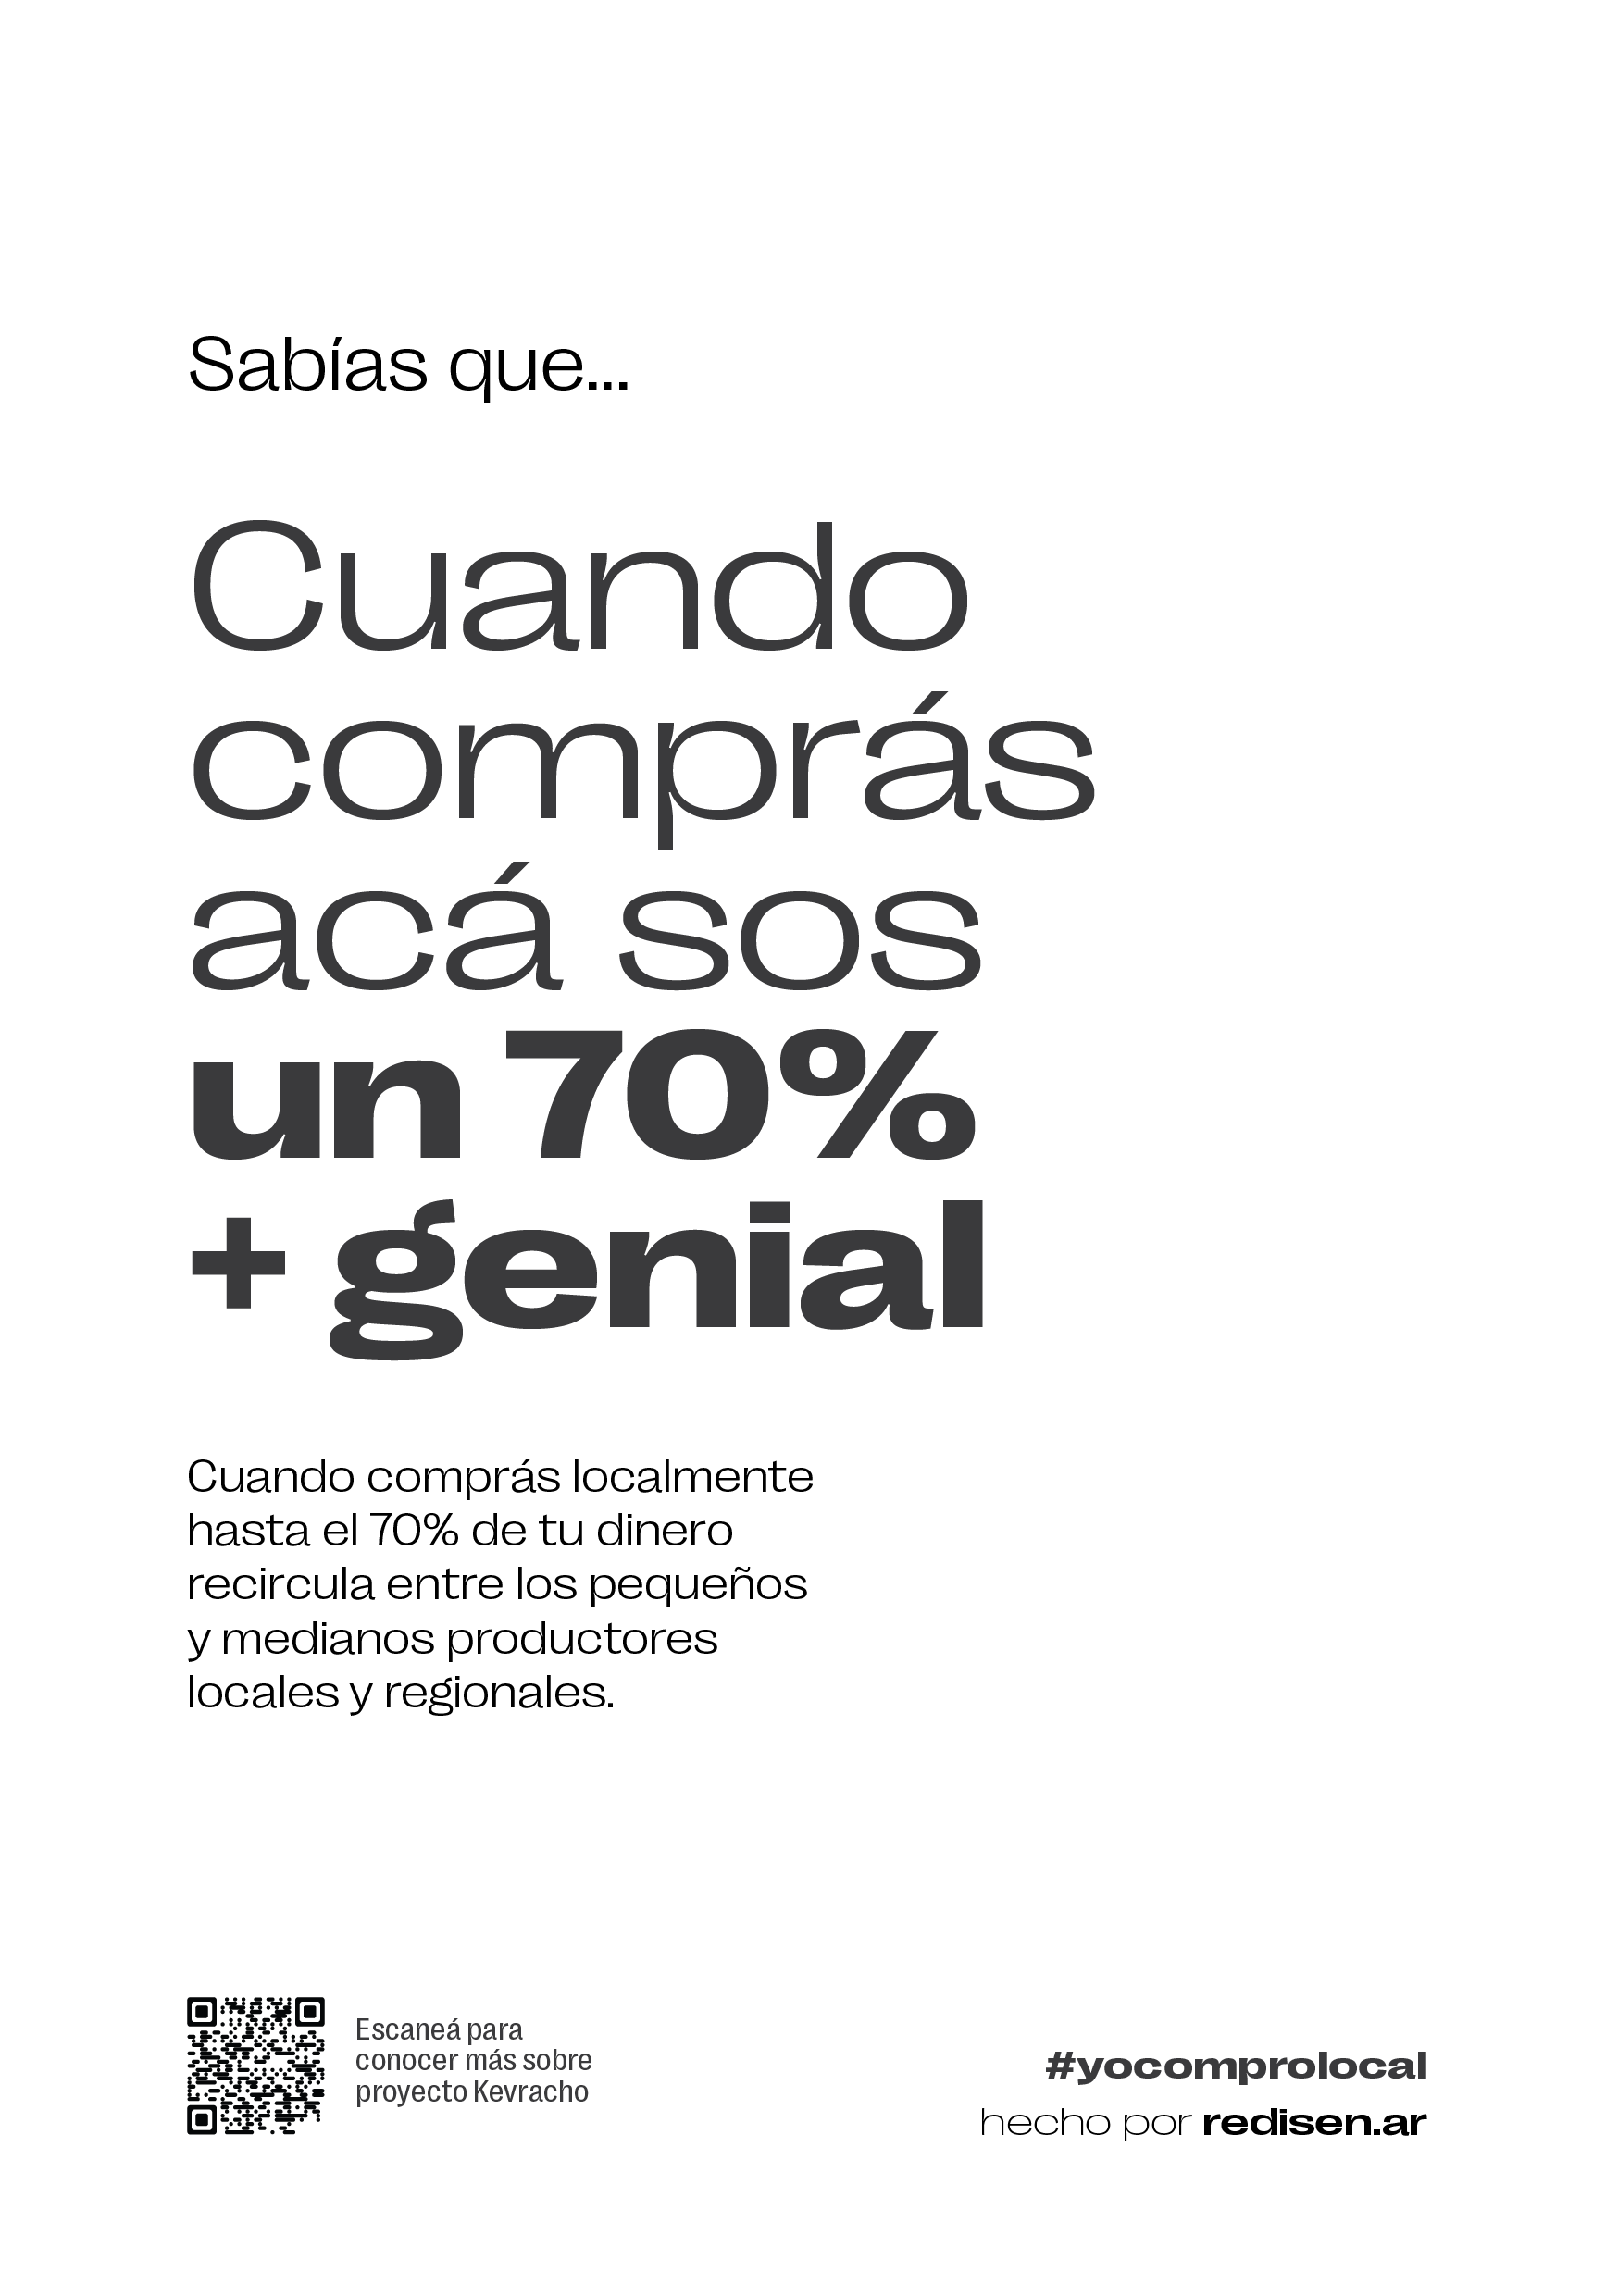 Sabías que...
Cuando
comprás
acá sos
un 70%
+ genial
Cuando comprás localmente
hasta el 70% de tu dinero
recircula entre los pequeños
y medianos productores
locales y regionales.
Escaneá para
conocer más sobre
proyecto Kevracho
#yocomprolocal
hecho por redisen.ar